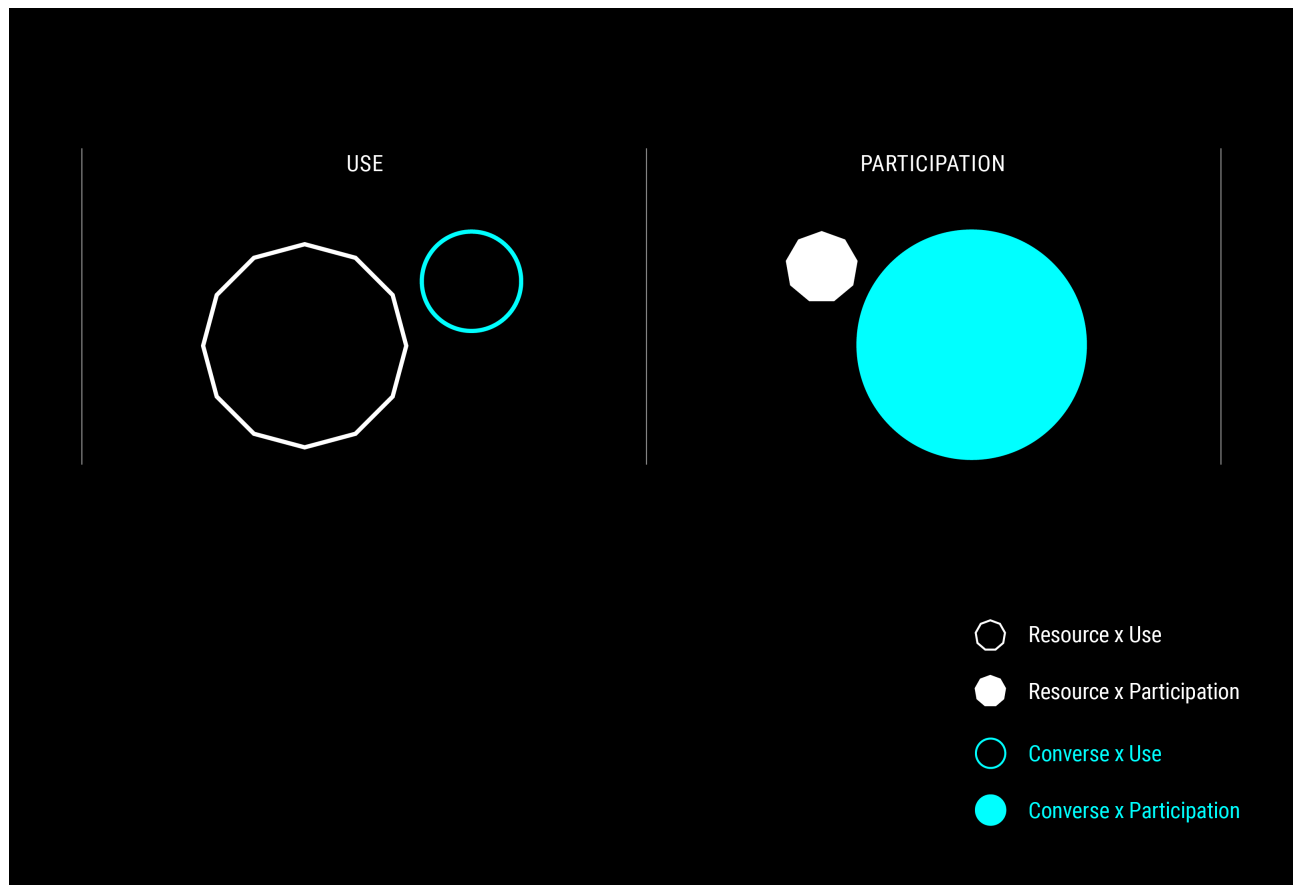 USE
PARTICIPATION
Resource x Use
Resource x Participation
Converse x Use
Converse x Participation